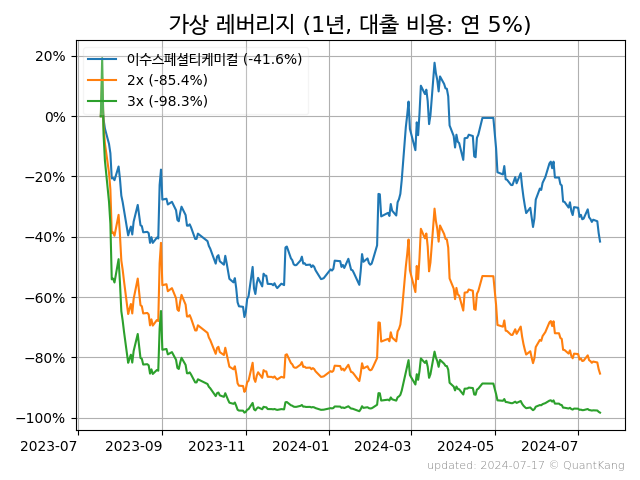 가상 레버리지 (1년, 대출 비용: 연 5%)
이수스페셜티케미컬 (-41.6%)
2x (-85.4%)
3x (-98.3%)
20%
0%
−20%
−40%
−60%
−80%
−100%
2023-07 2023-09 2023-11 2024-01 2024-03 2024-05 2024-07
updated: 2024-07-17 © QuantKang